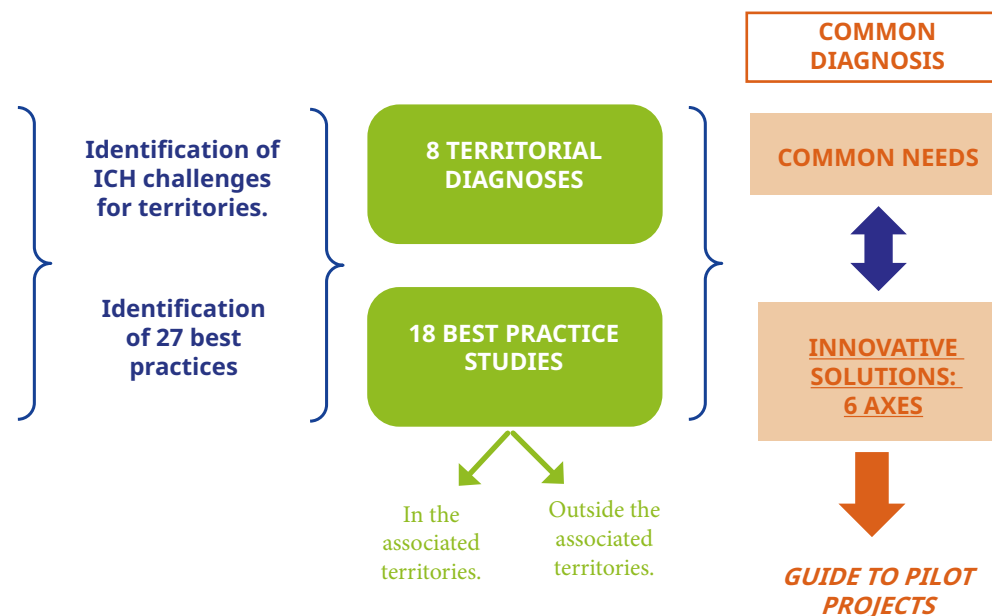 Identification of
ICH challenges
for territories.
Identification
of 27 best
practices
8 TERRITORIAL
DIAGNOSES
18 BEST PRACTICE
STUDIES
In the
associated
territories.
Outside the
associated
territories.
COMMON
DIAGNOSIS
COMMON NEEDS
INNOVATIVE
SOLUTIONS:
6 AXES
GUIDE TO PILOT
PROJECTS